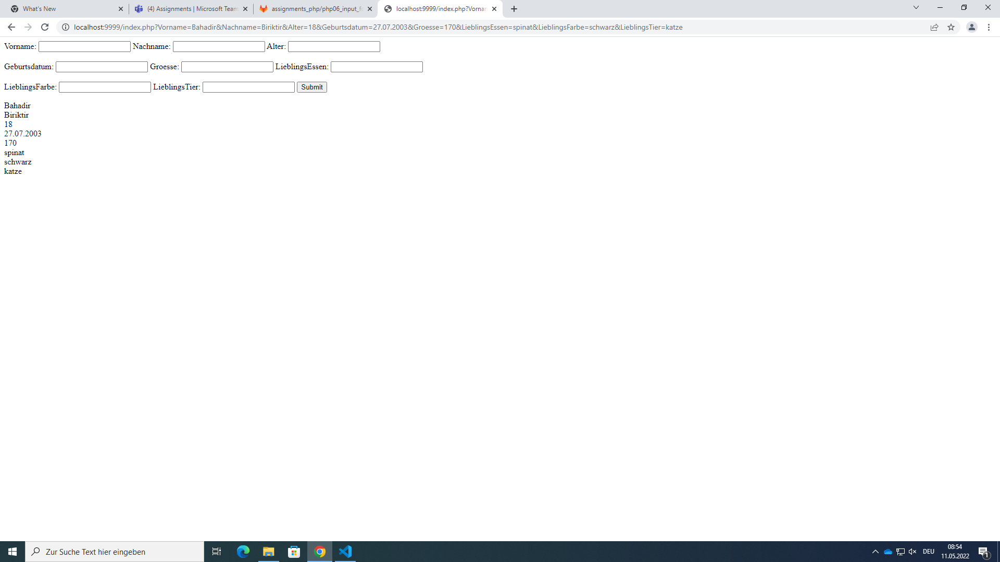 What's New
(4) Assignments | Microsoft Team
assignments_php/php06_input_fo
localhost:9999/index.php?Vornam
localhost:9999/index.php?Vorname=Bahadir&Nachname=Biriktir&Alter=18&Geburtsdatum=27.07.2003&Groesse=170&LieblingsEssen=spinat&LieblingsFarbe=schwarz&LieblingsTier=katze
Vorname: Nachname: Alter:
Geburtsdatum: Groesse: LieblingsEssen:
LieblingsFarbe: LieblingsTier: Submit
Bahadir
Biriktir
18
27.07.2003
170
spinat
schwarz
katze
Zur Suche Text hier eingeben
DEU
08:54
11.05.2022
1